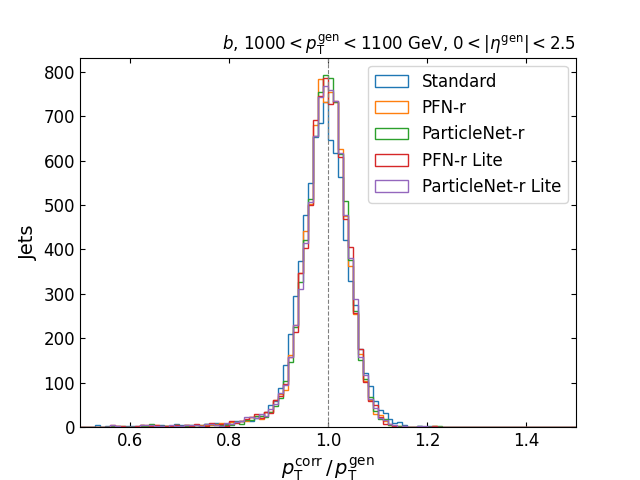 b, 1000 < p_T^gen < 1100 GeV, 0 < |η^gen| < 2.5
800
700
600
500
400
300
200
100
0
Jets
Standard
PFN-r
ParticleNet-r
PFN-r Lite
ParticleNet-r Lite
0.6 0.8 1.0 1.2 1.4
p_T^corr / p_T^gen